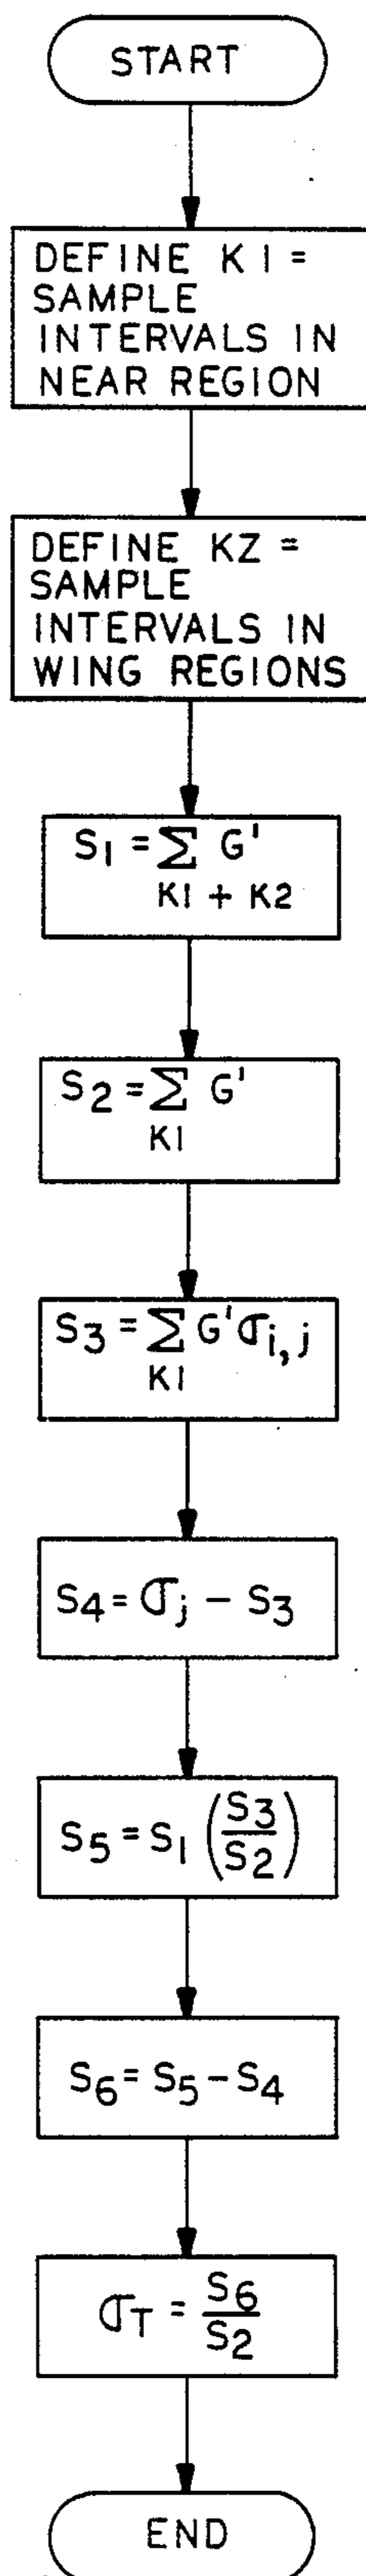 START
DEFINE K1 =
SAMPLE
INTERVALS IN
NEAR REGION
DEFINE KZ =
SAMPLE
INTERVALS IN
WING REGIONS
S₁ = ∑ G'
K1 + K2
S₂ = ∑ G'
K1
S₃ = ∑ G'σᵢ,ⱼ
K1
S₄ = σⱼ – S₃
S₅ = S₁ (S₃/S₂)
S₆ = S₅ – S₄
σ_T = S₆/S₂
END